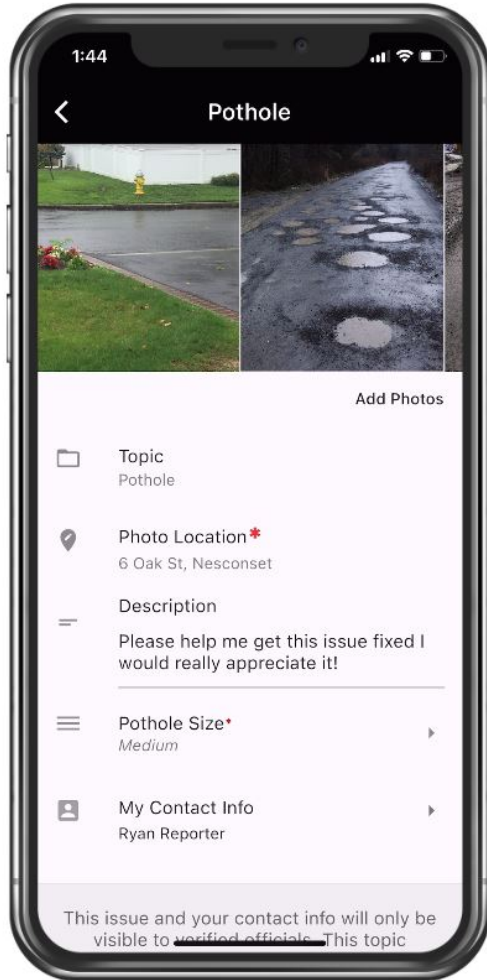 1:44
Pothole
Add Photos
Topic
Pothole
Photo Location*
6 Oak St, Nesconset
Description
Please help me get this issue fixed I
would really appreciate it!
Pothole Size*
Medium
My Contact Info
Ryan Reporter
This issue and your contact info will only be
visible to verified officials. This topic